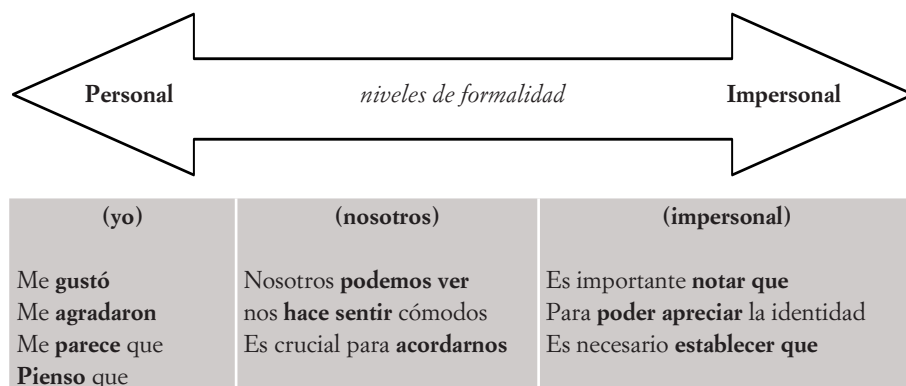 Personal niveles de formalidad Impersonal
(yo) (nosotros) (impersonal)
Me gustó
Me agradaron
Me parece que
Pienso que
Nosotros podemos ver
nos hace sentir cómodos
Es crucial para acordarnos
Es importante notar que
Para poder apreciar la identidad
Es necesario establecer que